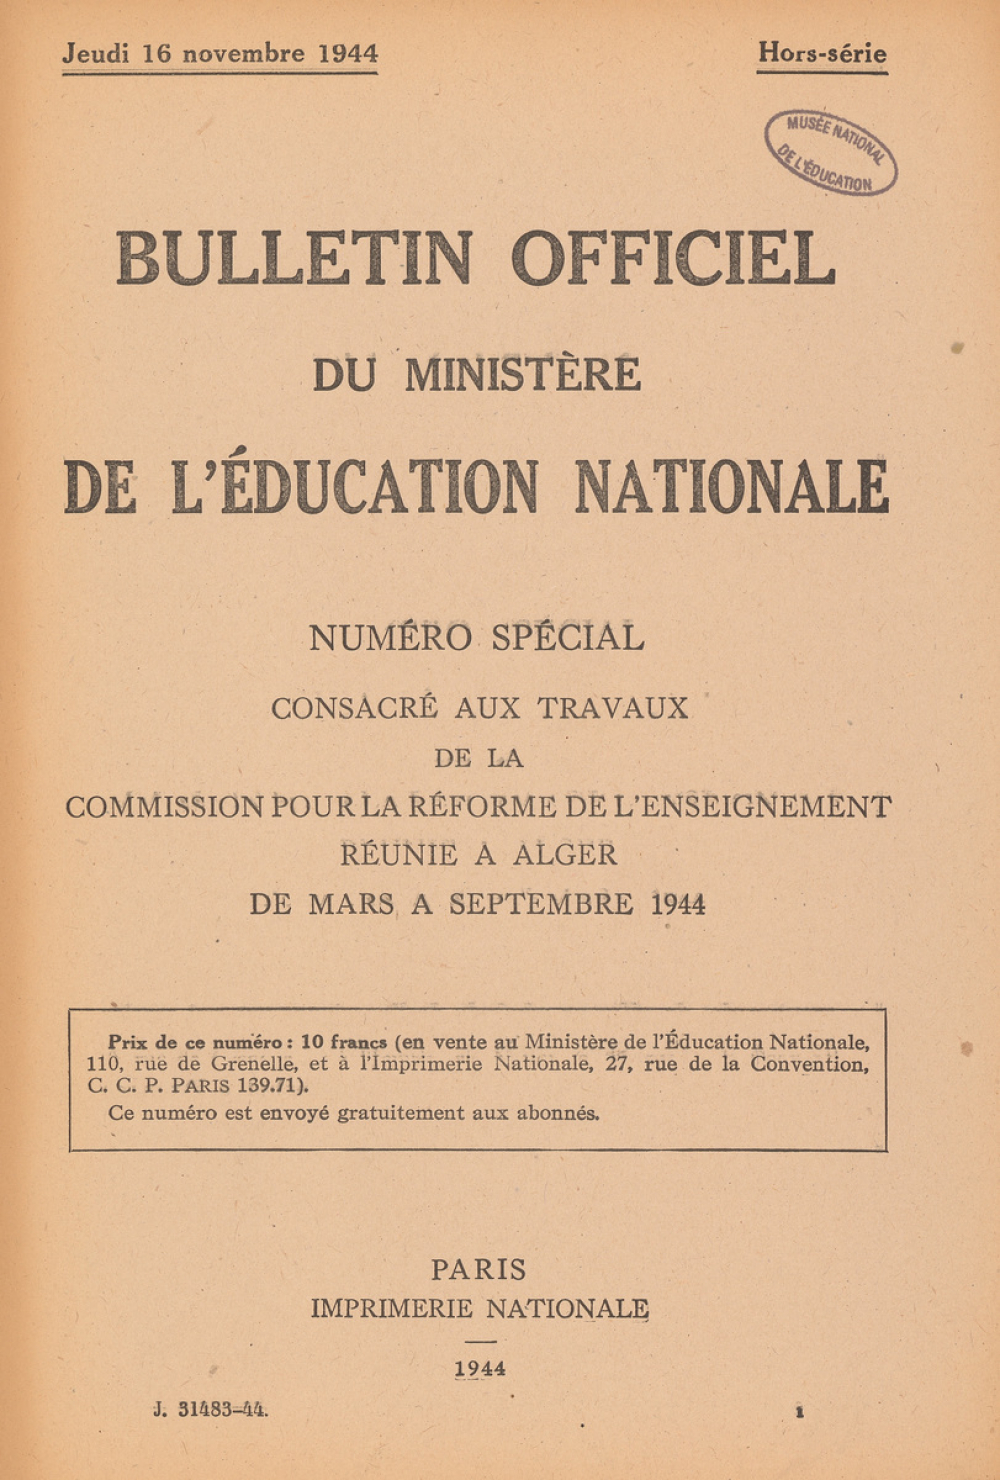 Jeudi 16 novembre 1944
Hors-série
MUSÉE NATIONAL
DE L'ÉDUCATION
BULLETIN OFFICIEL
DU MINISTÈRE
DE L'ÉDUCATION NATIONALE
NUMÉRO SPÉCIAL
CONSACRÉ AUX TRAVAUX
DE LA
COMMISSION POUR LA RÉFORME DE L'ENSEIGNEMENT
RÉUNIE A ALGER
DE MARS A SEPTEMBRE 1944
Prix de ce numéro : 10 francs (en vente au Ministère de l'Éducation Nationale,
110, rue de Grenelle, et à l'Imprimerie Nationale, 27, rue de la Convention,
C. C. P. PARIS 139.71).
Ce numéro est envoyé gratuitement aux abonnés.
PARIS
IMPRIMERIE NATIONALE
1944
J. 31483-44.
1